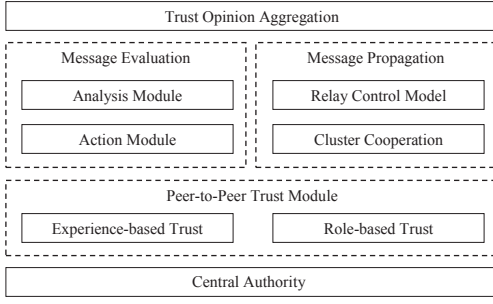 Trust Opinion Aggregation
Message Evaluation
Analysis Module
Action Module
Message Propagation
Relay Control Model
Cluster Cooperation
Peer-to-Peer Trust Module
Experience-based Trust
Role-based Trust
Central Authority